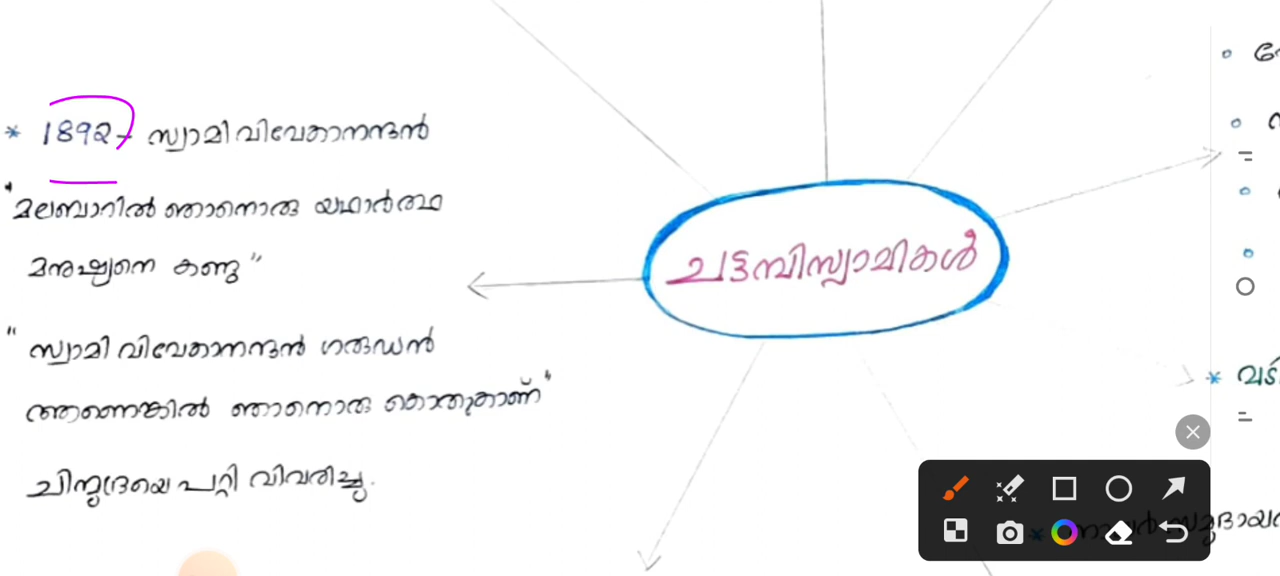 * 1892 - സ്വാമി വിവേകാനന്ദൻ
"മലബാറിൽ ഞാനൊരു യഥാർത്ഥ
മനുഷ്യനെ കണ്ടു"
"സ്വാമി വിവേകാനന്ദൻ ഗരുഡൻ
ആണെങ്കിൽ ഞാനൊരു കൊതുകാണ്"
ചിന്മുദ്രയെ പറ്റി വിവരിച്ചു.
ചട്ടമ്പിസ്വാമികൾ